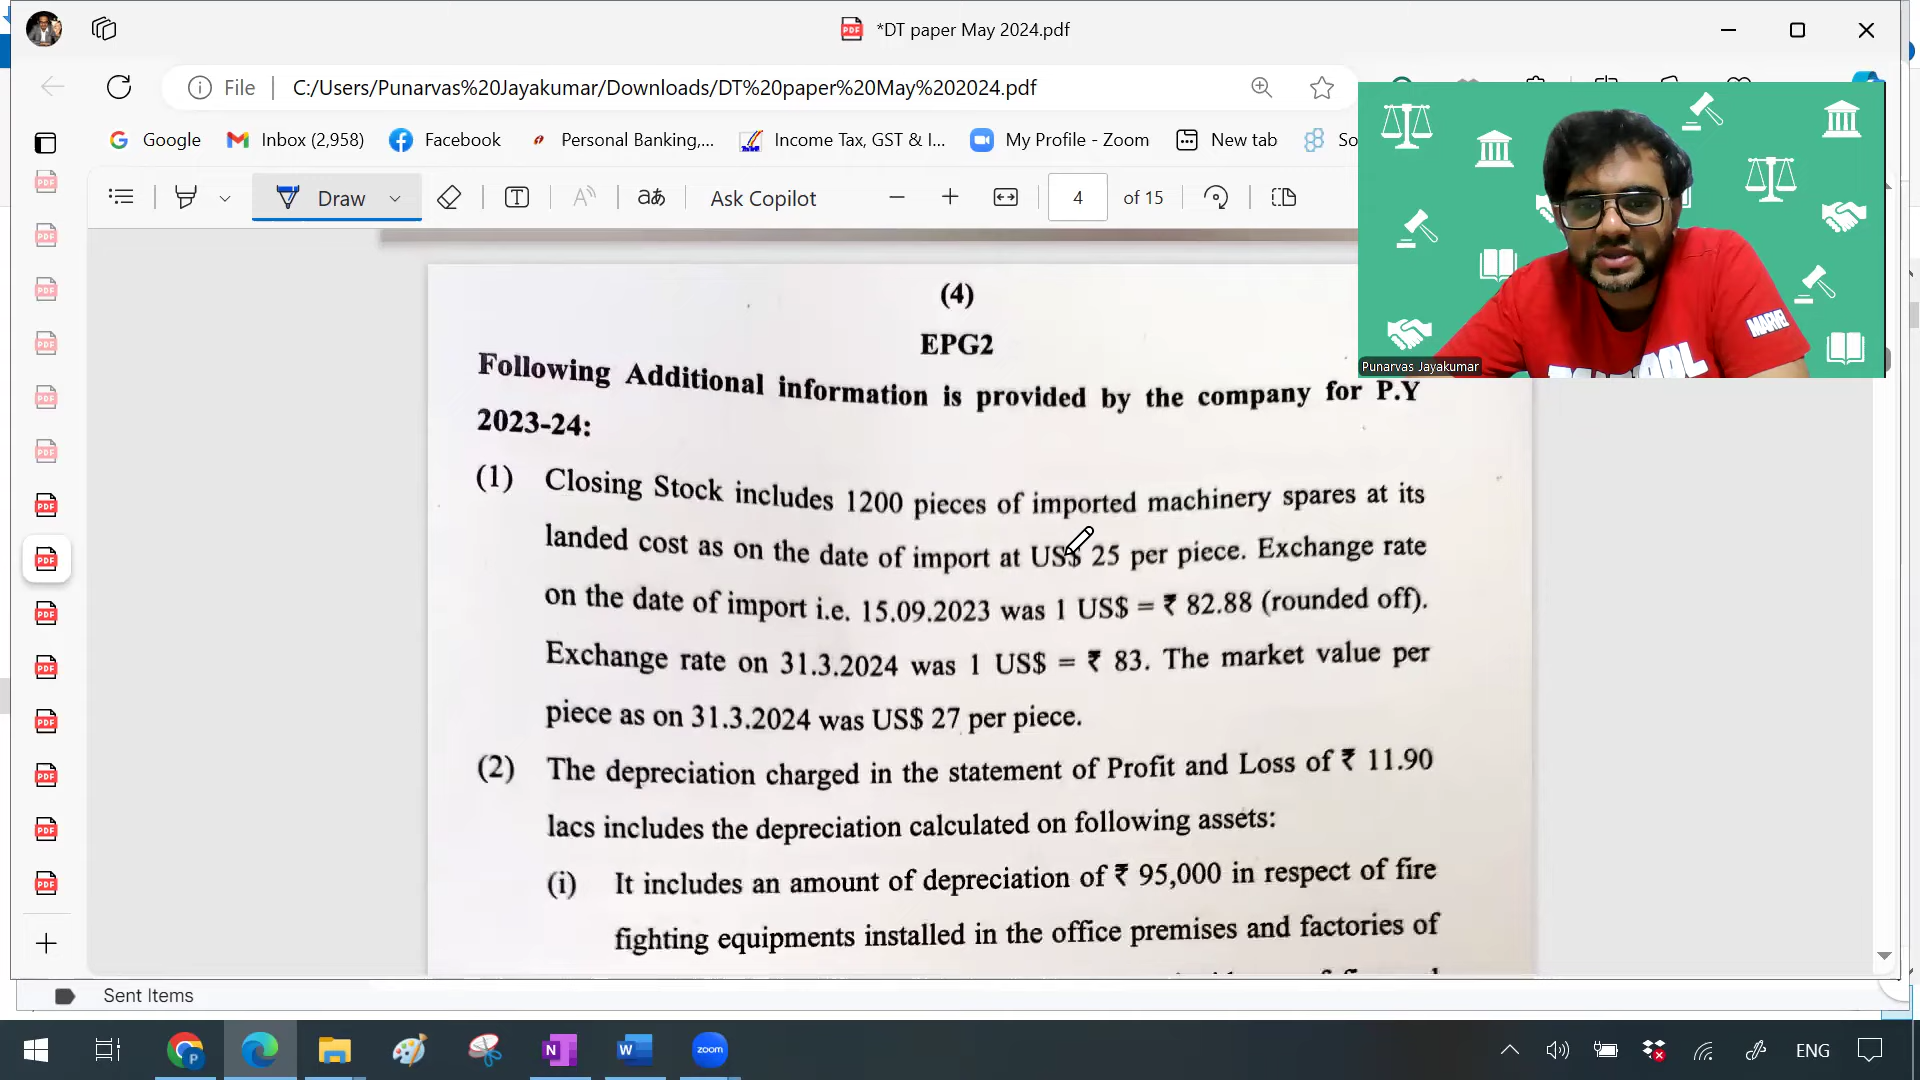 *DT paper May 2024.pdf
File
C:/Users/Punarvas%20Jayakumar/Downloads/DT%20paper%20May%202024.pdf
Google
Inbox (2,958)
Facebook
Personal Banking,...
Income Tax, GST & I...
My Profile - Zoom
New tab
So
Draw
Ask Copilot
4
of 15
(4)
EPG2
Following Additional information is provided by the company for P.Y
2023-24:
(1) Closing Stock includes 1200 pieces of imported machinery spares at its
landed cost as on the date of import at US$ 25 per piece. Exchange rate
on the date of import i.e. 15.09.2023 was 1 US$ = ₹ 82.88 (rounded off).
Exchange rate on 31.3.2024 was 1 US$ = ₹ 83. The market value per
piece as on 31.3.2024 was US$ 27 per piece.
(2) The depreciation charged in the statement of Profit and Loss of ₹ 11.90
lacs includes the depreciation calculated on following assets:
(i) It includes an amount of depreciation of ₹ 95,000 in respect of fire
fighting equipments installed in the office premises and factories of
MARVEL
Punarvas Jayakumar
Sent Items
zoom
ENG